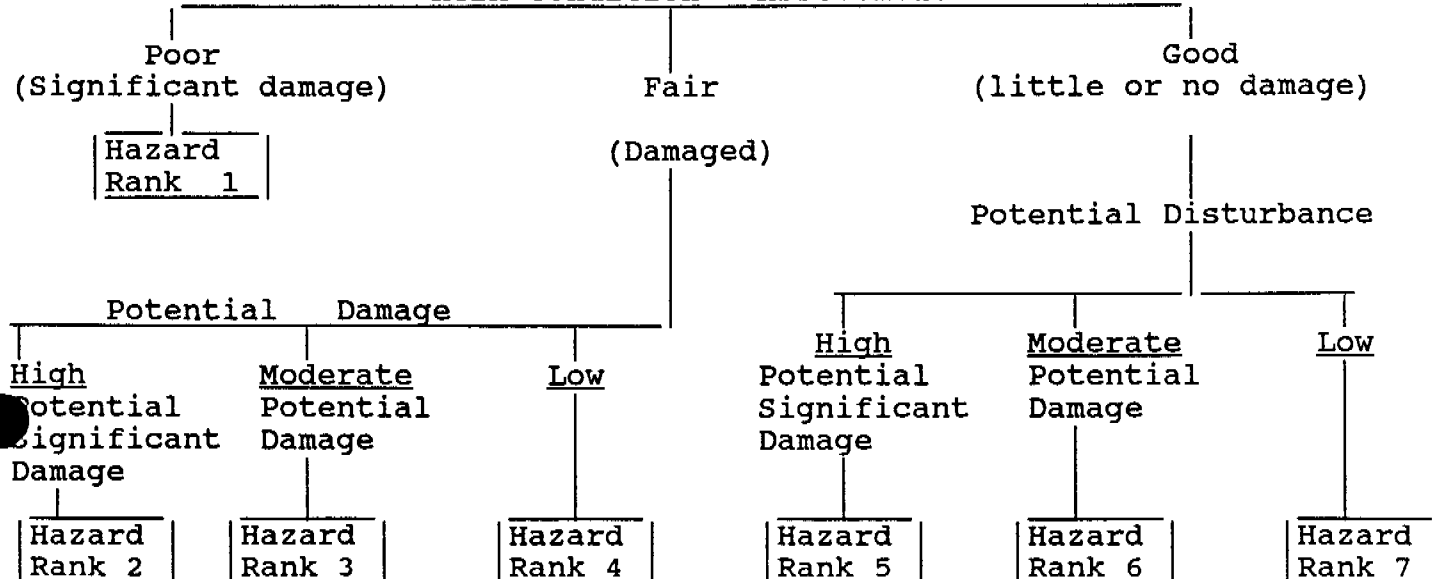 Poor
(Significant damage)
Hazard
Rank 1
Fair
(Damaged)
Good
(little or no damage)
Potential Disturbance
Potential Damage
High
Significant
Damage
Hazard
Rank 2
Moderate
Potential
Damage
Hazard
Rank 3
Low
Hazard
Rank 4
High
Potential
Significant
Damage
Hazard
Rank 5
Moderate
Potential
Damage
Hazard
Rank 6
Low
Hazard
Rank 7